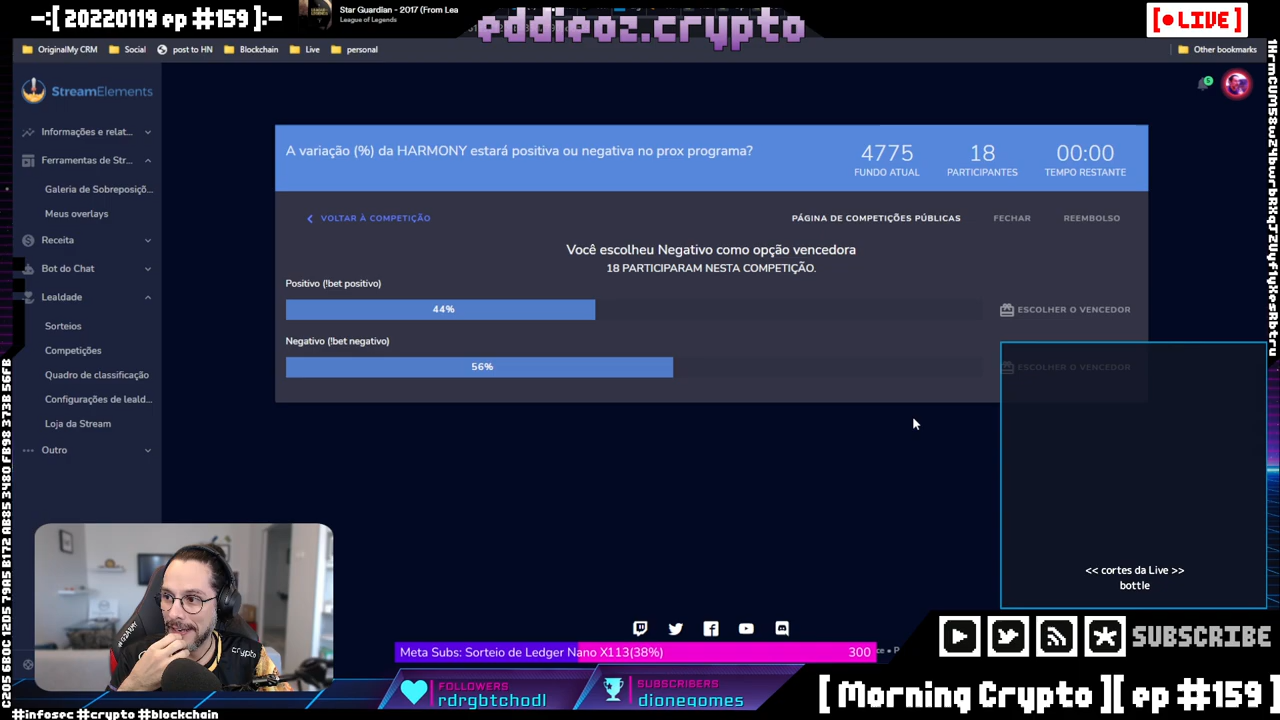 -:[ 20220119 ep #159 ]:-
Star Guardian - 2017 (From Lea
League of Legends
eddieoz.crypto
[● LIVE ]
OriginalMy CRM
Social
post to HN
Blockchain
Live
personal
Other bookmarks
StreamElements
5
Informações e relat...
Ferramentas de Str...
Galeria de Sobreposiçõ...
Meus overlays
Receita
Bot do Chat
Lealdade
Sorteios
Competições
Quadro de classificação
Configurações de leald...
Loja da Stream
Outro
A variação (%) da HARMONY estará positiva ou negativa no prox programa?
4775
FUNDO ATUAL
18
PARTICIPANTES
00:00
TEMPO RESTANTE
VOLTAR À COMPETIÇÃO
PÁGINA DE COMPETIÇÕES PÚBLICAS
FECHAR
REEMBOLSO
Você escolheu Negativo como opção vencedora
18 PARTICIPARAM NESTA COMPETIÇÃO.
Positivo (!bet positivo)
44%
ESCOLHER O VENCEDOR
Negativo (!bet negativo)
56%
ESCOLHER O VENCEDOR
<< cortes da Live >>
bottle
crypto
Meta Subs: Sorteio de Ledger Nano X113(38%)
300
FOLLOWERS
rdrgbtchodl
SUBSCRIBERS
dionegomes
SUBSCRIBE
[ Morning Crypto ][ ep #159 ]
#infosec #crypto #blockchain